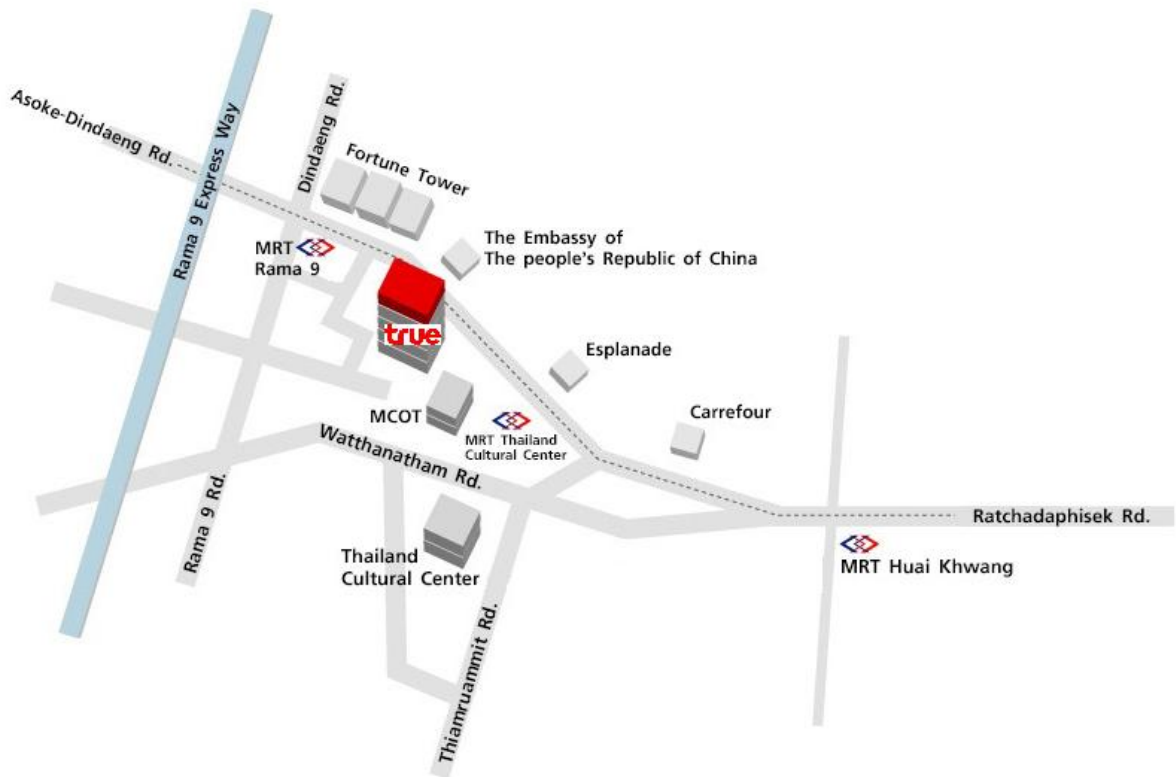 Asoke-Dindaeng Rd.
Rama 9 Express Way
Dindaeng Rd.
Fortune Tower
The Embassy of
The people's Republic of China
MRT
Rama 9
true
Esplanade
MCOT
Carrefour
MRT Thailand
Cultural Center
Watthanatham Rd.
Rama 9 Rd.
Ratchadaphisek Rd.
Thailand
Cultural Center
MRT Huai Khwang
Thiamruammit Rd.